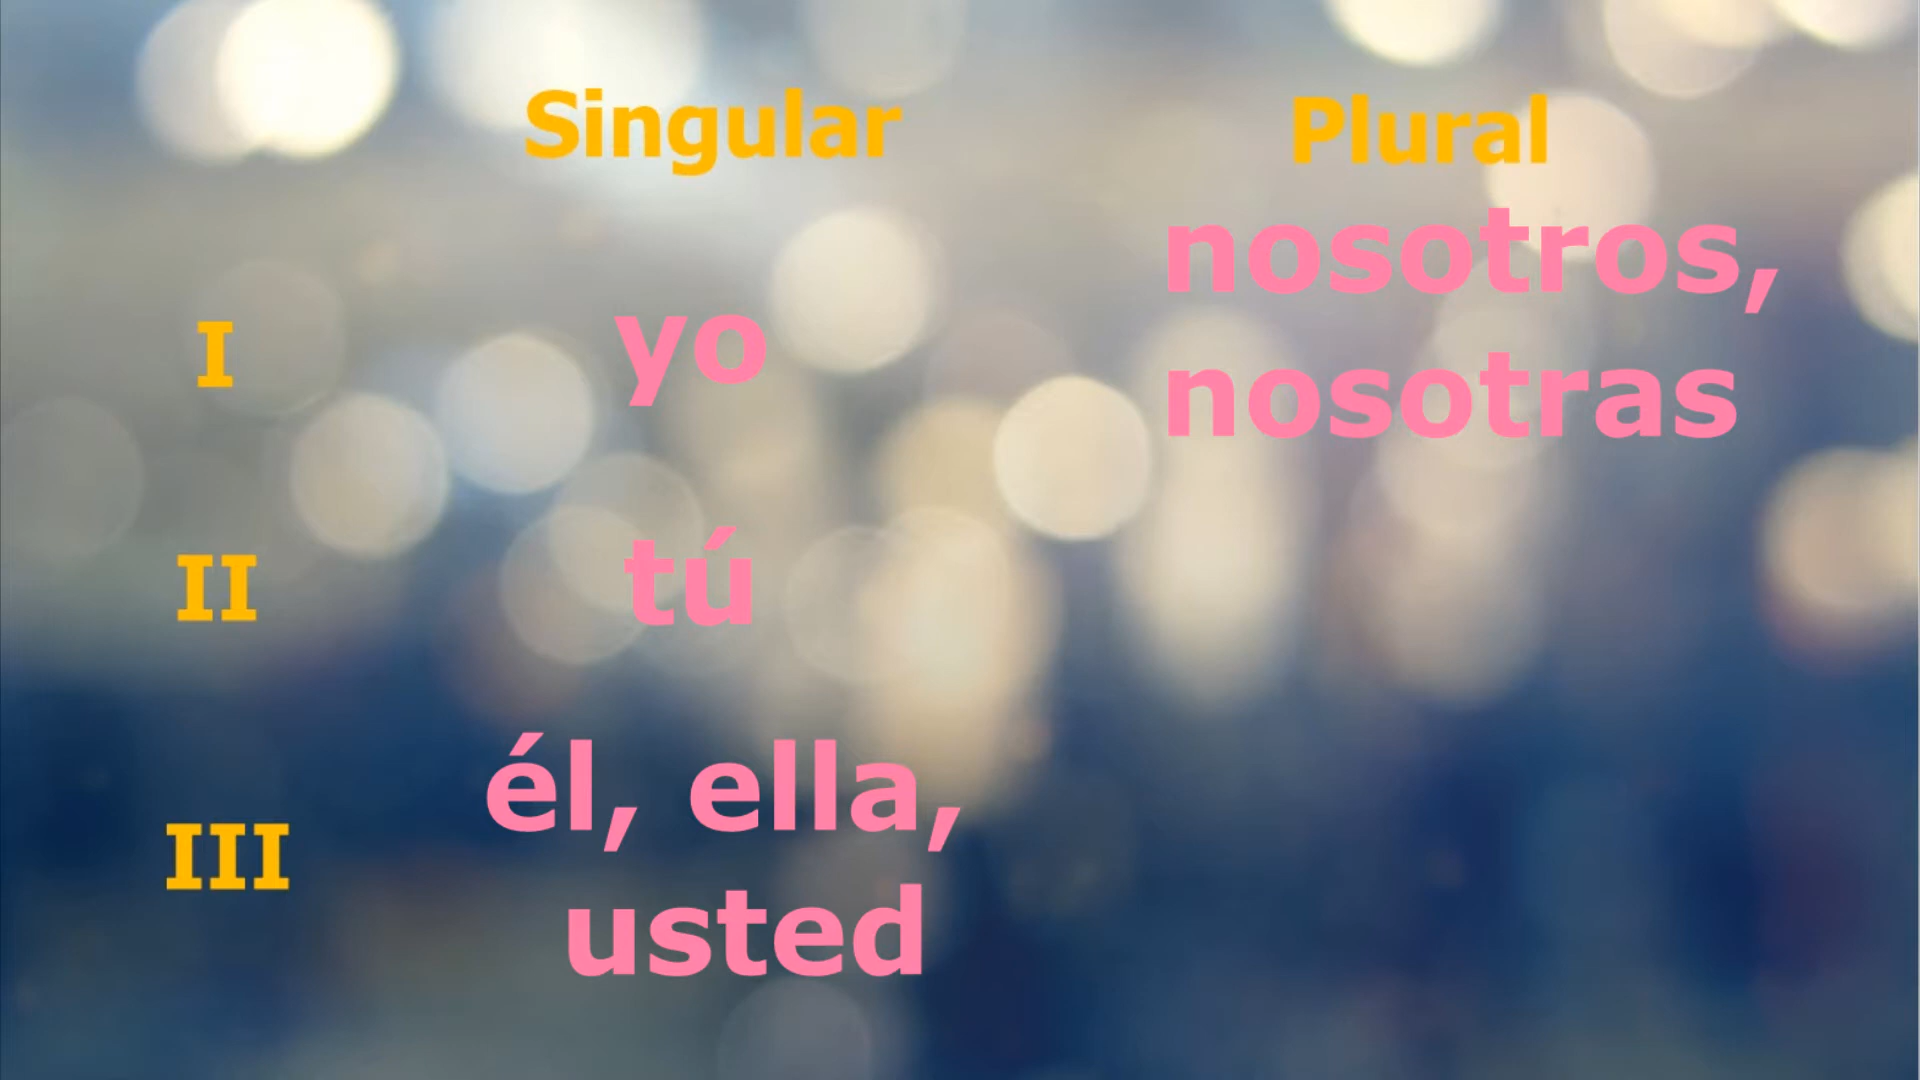 Singular Plural
nosotros,
I yo
nosotras
II tú
él, ella,
III
usted